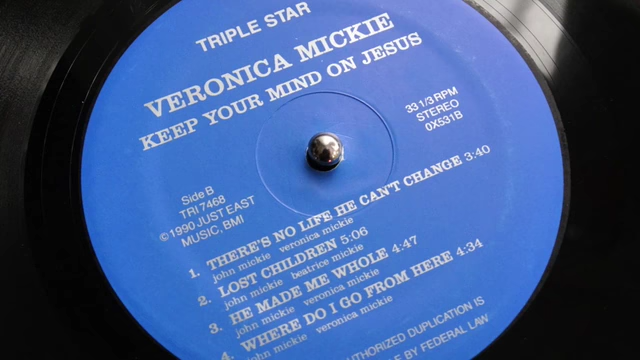 TRIPLE STAR
VERONICA MICKIE
KEEP YOUR MIND ON JESUS
33 1/3 RPM
STEREO
0X531B
Side B
TRI 7468
©1990 JUST EAST
MUSIC, BMI
1. THERE'S NO LIFE HE CAN'T CHANGE 3:40
john mickie veronica mickie
2. LOST CHILDREN 5:06
john mickie beatrice mickie
3. HE MADE ME WHOLE 4:47
john mickie veronica mickie
4. WHERE DO I GO FROM HERE 4:34
john mickie veronica mickie
AUTHORIZED DUPLICATION IS
BY FEDERAL LAW